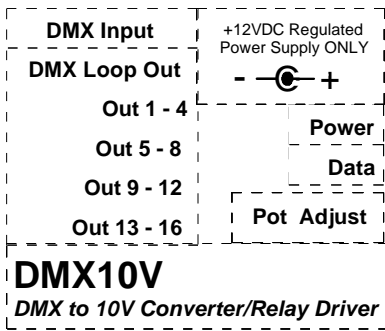 DMX Input
+12VDC Regulated
Power Supply ONLY
DMX Loop Out
- +
Out 1 - 4
Power
Out 5 - 8
Data
Out 9 - 12
Pot Adjust
Out 13 - 16
DMX10V
DMX to 10V Converter/Relay Driver